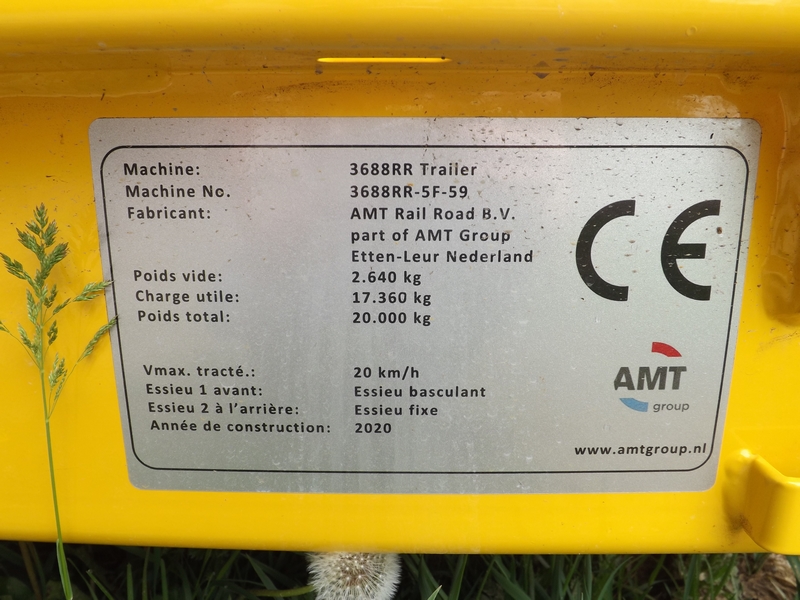 Machine: 3688RR Trailer
Machine No. 3688RR-5F-59
Fabricant: AMT Rail Road B.V.
part of AMT Group
Etten-Leur Nederland
Poids vide: 2.640 kg
Charge utile: 17.360 kg
Poids total: 20.000 kg
CE
Vmax. tracté.: 20 km/h
Essieu 1 avant: Essieu basculant
Essieu 2 à l'arrière: Essieu fixe
Année de construction: 2020
AMT
group
www.amtgroup.nl